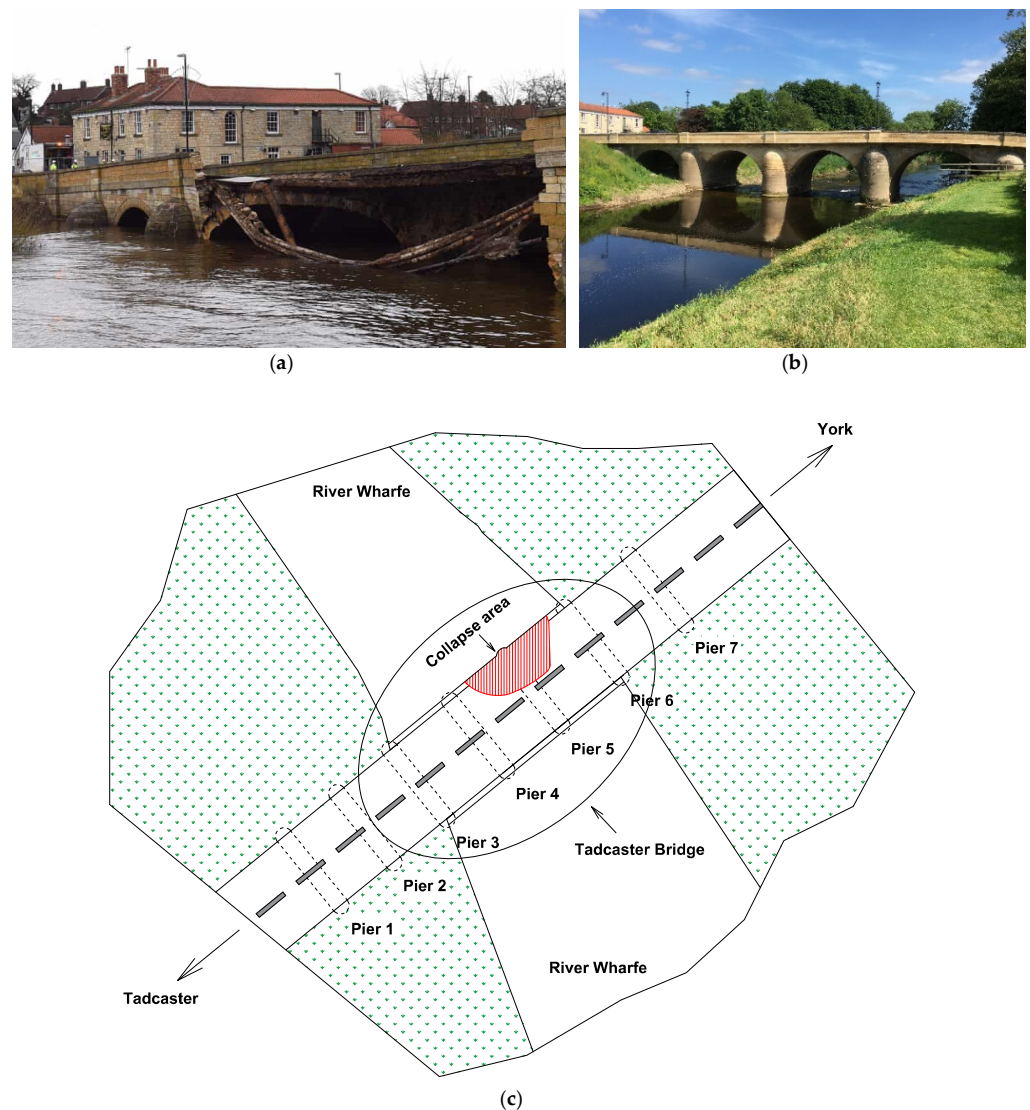 (a)
(b)
York
River Wharfe
Collapse area
Pier 7
Pier 6
Pier 5
Pier 4
Pier 3
Tadcaster Bridge
Pier 2
Pier 1
River Wharfe
Tadcaster
(c)